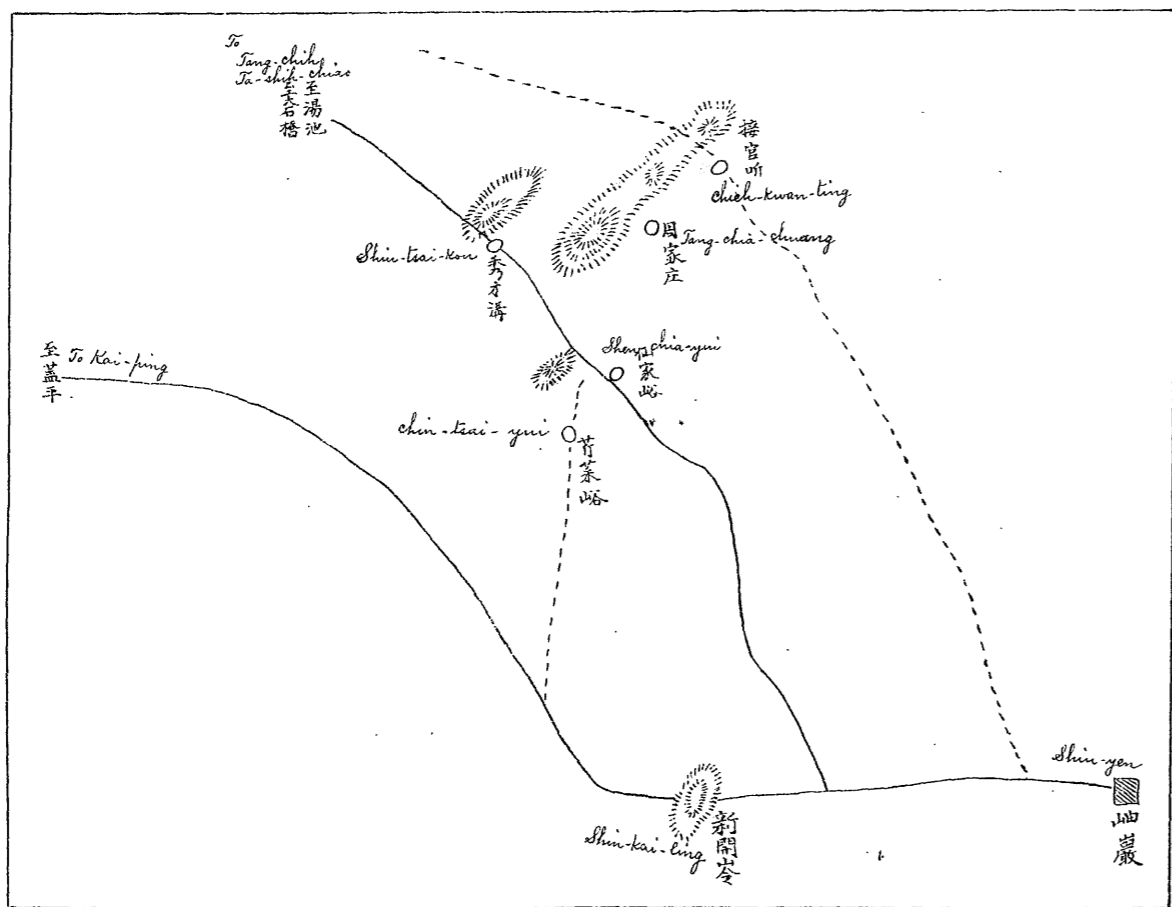 To
Tang-chih
Ta-shih-chiao
至湯池
至大石橋
接官听
Chieh-kwan-ting
Tang-chia-chuang
周家庄
Shiu-tsai-kou
秀才溝
Shen-chia-yui
家峪
至蓋平
To Kai-ping
chin-tsai-yui
芹菜峪
Shiu-yen
岫巖
Shin-kai-ling
新開岺